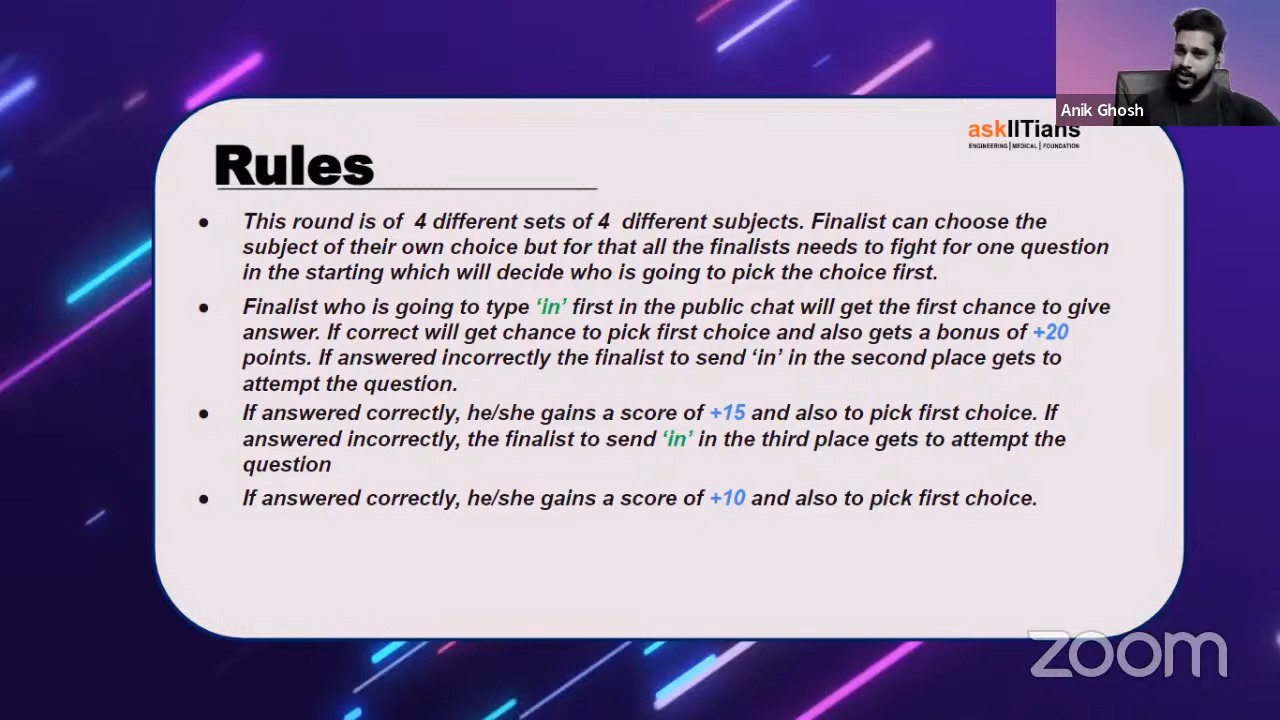 Anik Ghosh
askIITians
ENGINEERING | MEDICAL | FOUNDATION
Rules
● This round is of 4 different sets of 4 different subjects. Finalist can choose the
subject of their own choice but for that all the finalists needs to fight for one question
in the starting which will decide who is going to pick the choice first.
● Finalist who is going to type ‘in’ first in the public chat will get the first chance to give
answer. If correct will get chance to pick first choice and also gets a bonus of +20
points. If answered incorrectly the finalist to send ‘in’ in the second place gets to
attempt the question.
● If answered correctly, he/she gains a score of +15 and also to pick first choice. If
answered incorrectly, the finalist to send ‘in’ in the third place gets to attempt the
question
● If answered correctly, he/she gains a score of +10 and also to pick first choice.
zoom